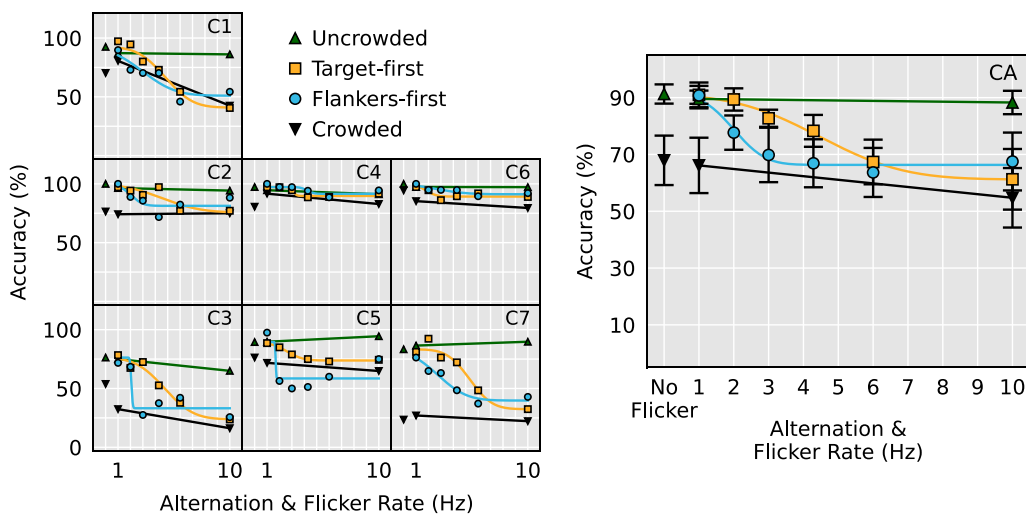 C1
100
50
Uncrowded
Target-first
Flankers-first
Crowded
C2
C4
C6
100
50
C3
C5
C7
100
50
0
1
10
1
10
1
10
Accuracy (%)
Alternation & Flicker Rate (Hz)
CA
90
70
50
30
10
Accuracy (%)
No
Flicker
1
2
3
4
5
6
7
8
9
10
Alternation &
Flicker Rate (Hz)